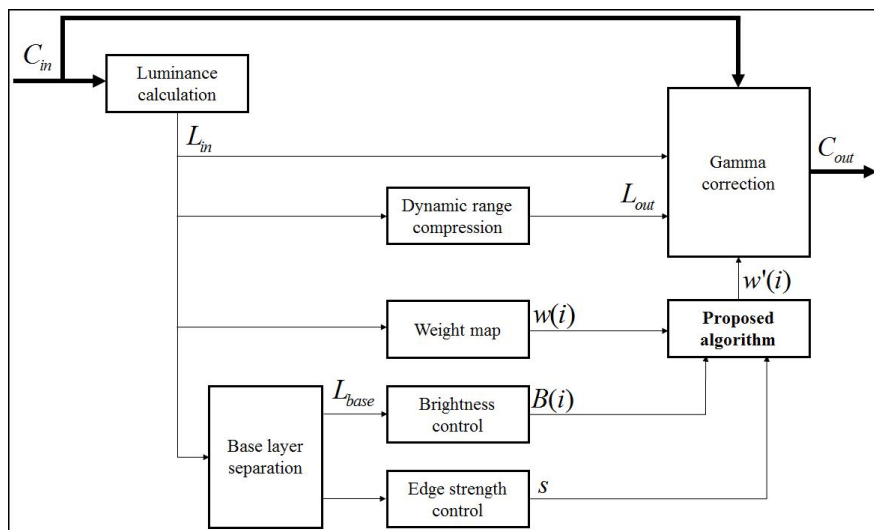 C_in
Luminance
calculation
L_in
Gamma
correction
C_out
Dynamic range
compression
L_out
w'(i)
Weight map
w(i)
Proposed
algorithm
L_base
Brightness
control
B(i)
Base layer
separation
Edge strength
control
s